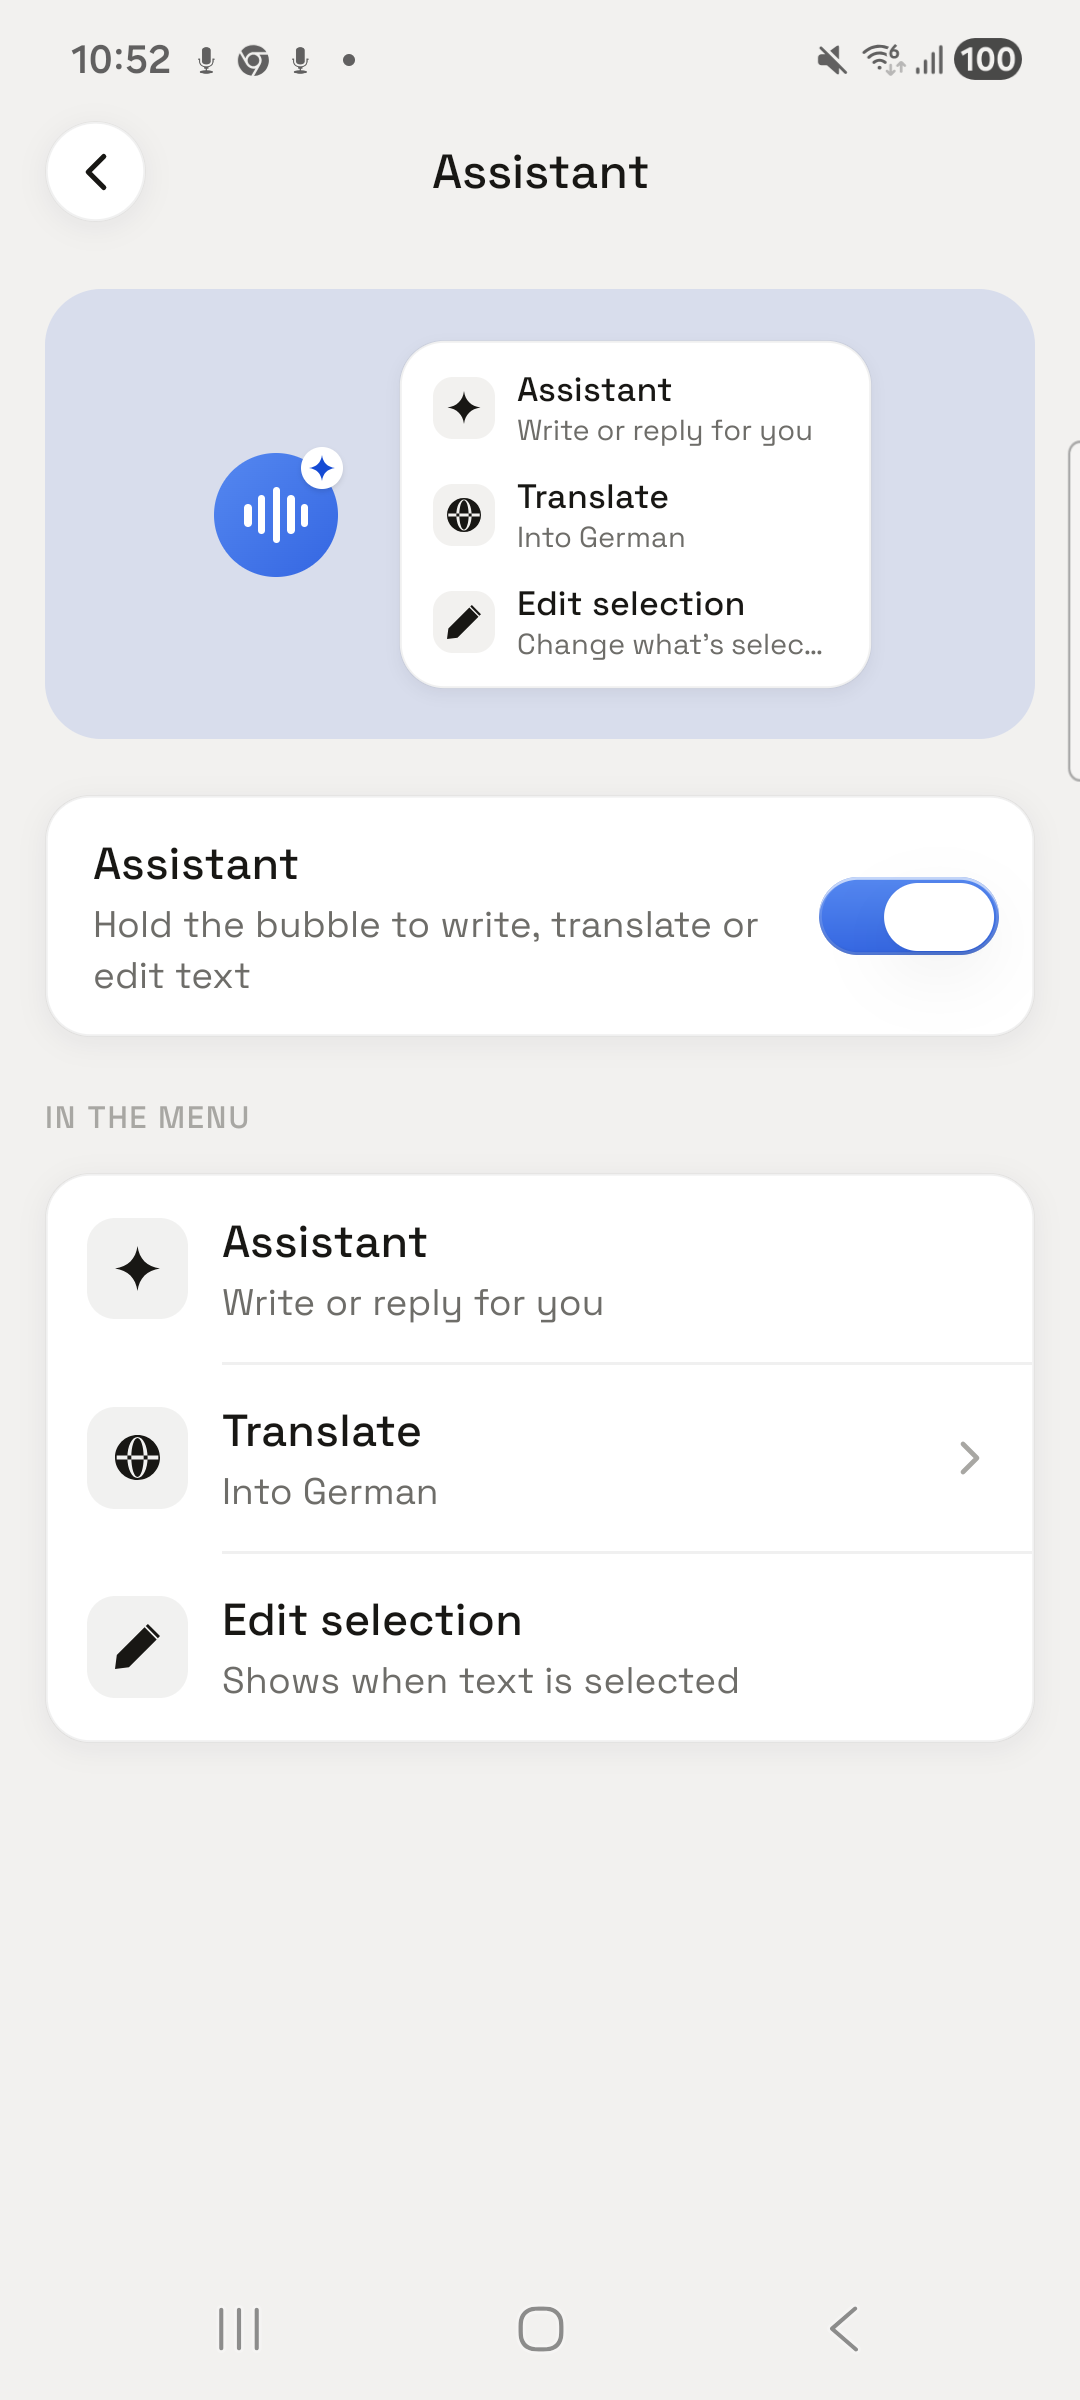 10:52
6
100
Assistant
Assistant
Write or reply for you
Translate
Into German
Edit selection
Change what's selec...
Assistant
Hold the bubble to write, translate or
edit text
IN THE MENU
Assistant
Write or reply for you
Translate
Into German
Edit selection
Shows when text is selected